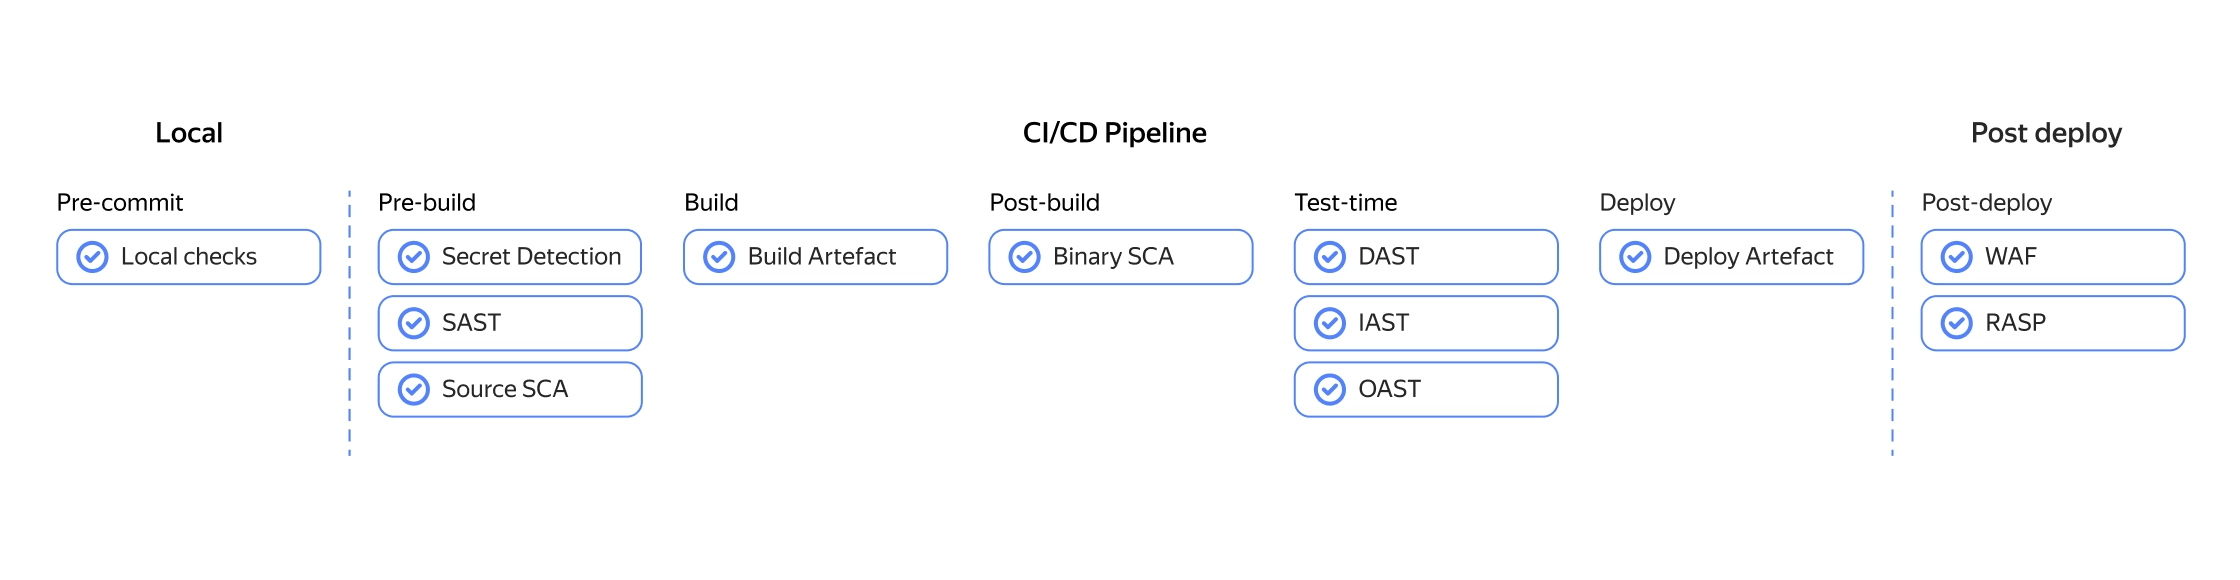 Local
CI/CD Pipeline
Post deploy
Pre-commit
Local checks
Pre-build
Secret Detection
SAST
Source SCA
Build
Build Artefact
Post-build
Binary SCA
Test-time
DAST
IAST
OAST
Deploy
Deploy Artefact
Post-deploy
WAF
RASP